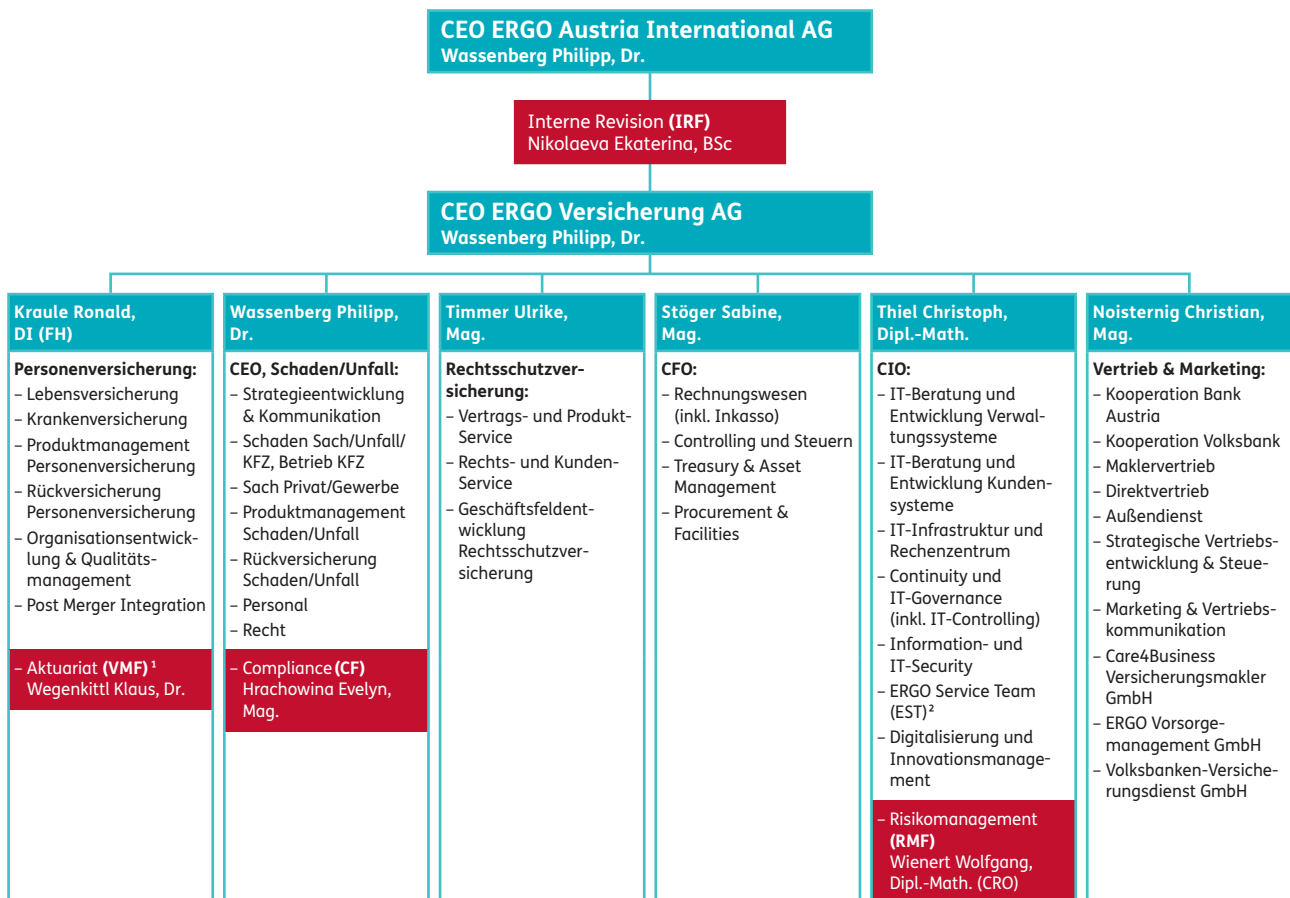 CEO ERGO Austria International AG
Wassenberg Philipp, Dr.
Interne Revision (IRF)
Nikolaeva Ekaterina, BSc
CEO ERGO Versicherung AG
Wassenberg Philipp, Dr.
Kraule Ronald,
DI (FH)
Personenversicherung:
– Lebensversicherung
– Krankenversicherung
– Produktmanagement
Personenversicherung
– Rückversicherung
Personenversicherung
– Organisationsentwick-
lung & Qualitäts-
management
– Post Merger Integration
– Aktuariat (VMF) ¹
Wegenkittl Klaus, Dr.
Wassenberg Philipp,
Dr.
CEO, Schaden/Unfall:
– Strategieentwicklung
& Kommunikation
– Schaden Sach/Unfall/
KFZ, Betrieb KFZ
– Sach Privat/Gewerbe
– Produktmanagement
Schaden/Unfall
– Rückversicherung
Schaden/Unfall
– Personal
– Recht
– Compliance (CF)
Hrachowina Evelyn,
Mag.
Timmer Ulrike,
Mag.
Rechtsschutzver-
sicherung:
– Vertrags- und Produkt-
Service
– Rechts- und Kunden-
Service
– Geschäftsfeldent-
wicklung
Rechtsschutzver-
sicherung
Stöger Sabine,
Mag.
CFO:
– Rechnungswesen
(inkl. Inkasso)
– Controlling und Steuern
– Treasury & Asset
Management
– Procurement &
Facilities
Thiel Christoph,
Dipl.-Math.
CIO:
– IT-Beratung und
Entwicklung Verwal-
tungssysteme
– IT-Beratung und
Entwicklung Kunden-
systeme
– IT-Infrastruktur und
Rechenzentrum
– Continuity und
IT-Governance
(inkl. IT-Controlling)
– Information- und
IT-Security
– ERGO Service Team
(EST)²
– Digitalisierung und
Innovationsmanage-
ment
– Risikomanagement
(RMF)
Wienert Wolfgang,
Dipl.-Math. (CRO)
Noisternig Christian,
Mag.
Vertrieb & Marketing:
– Kooperation Bank
Austria
– Kooperation Volksbank
– Maklervertrieb
– Direktvertrieb
– Außendienst
– Strategische Vertriebs-
entwicklung & Steue-
rung
– Marketing & Vertriebs-
kommunikation
– Care4Business
Versicherungsmakler
GmbH
– ERGO Vorsorge-
management GmbH
– Volksbanken-Versiche-
rungsdienst GmbH